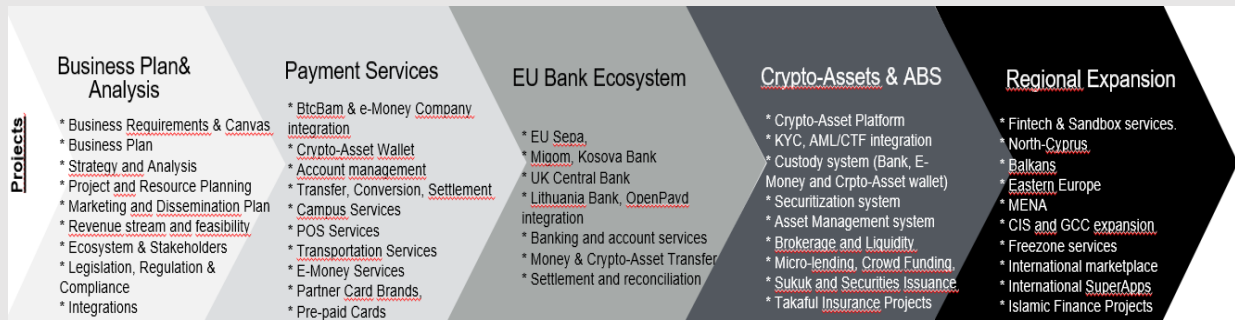 Projects
Business Plan&
Analysis
* Business Requirements & Canvas
* Business Plan
* Strategy and Analysis
* Project and Resource Planning
* Marketing and Dissemination Plan
* Revenue stream and feasibility
* Ecosystem & Stakeholders
* Legislation, Regulation &
Compliance
* Integrations
Payment Services
* BtcBam & e-Money Company
integration
* Crypto-Asset Wallet
* Account management
* Transfer, Conversion, Settlement
* Campus Services
* POS Services
* Transportation Services
* E-Money Services
* Partner Card Brands,
* Pre-paid Cards
EU Bank Ecosystem
* EU Sepa,
* Migom, Kosova Bank
* UK Central Bank
* Lithuania Bank, OpenPavd
integration
* Banking and account services
* Money & Crypto-Asset Transfer
* Settlement and reconciliation
Crypto-Assets & ABS
* Crypto-Asset Platform
* KYC, AML/CTF integration
* Custody system (Bank, E-
Money and Crpto-Asset wallet)
* Securitization system
* Asset Management system
* Brokerage and Liquidity
* Micro-lending, Crowd Funding,
* Sukuk and Securities Issuance
* Takaful Insurance Projects
Regional Expansion
* Fintech & Sandbox services.
* North-Cyprus
* Balkans
* Eastern Europe
* MENA
* CIS and GCC expansion
* Freezone services
* International marketplace
* International SuperApps
* Islamic Finance Projects